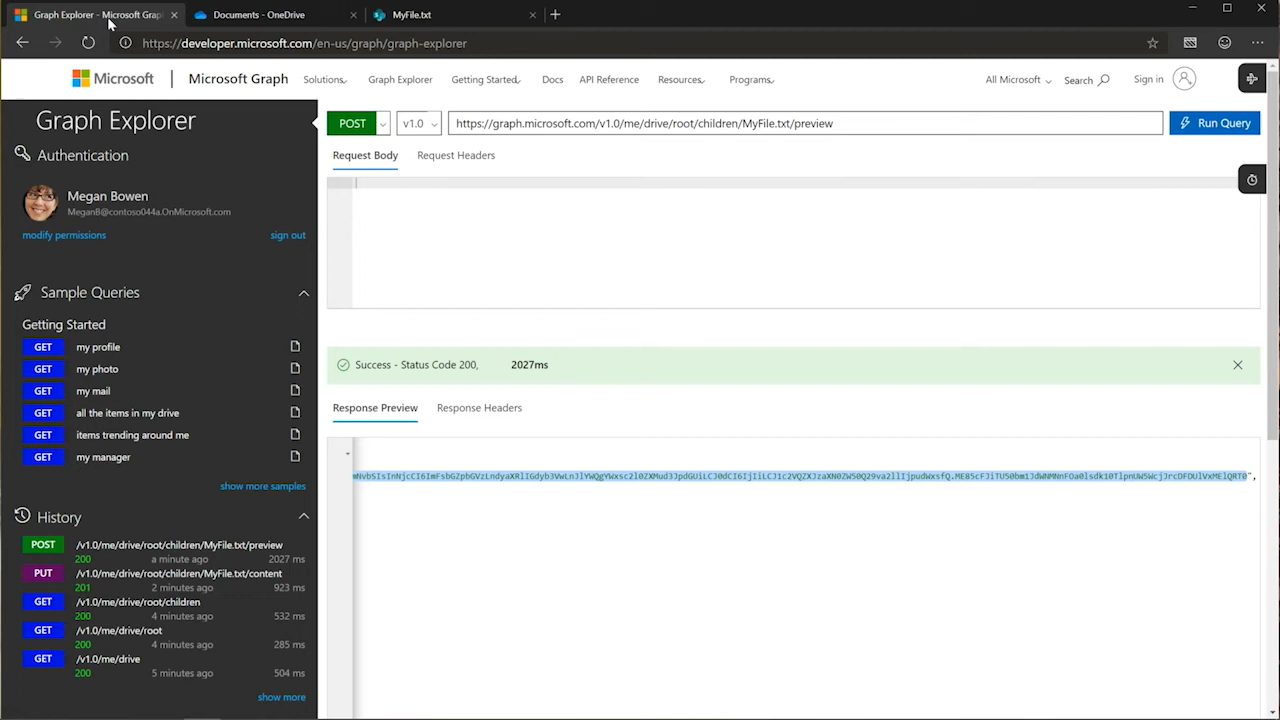 Graph Explorer - Microsoft Grap
Documents - OneDrive
MyFile.txt
https://developer.microsoft.com/en-us/graph/graph-explorer
Microsoft
Microsoft Graph
Solutions
Graph Explorer
Getting Started
Docs
API Reference
Resources
Programs
All Microsoft
Search
Sign in
Graph Explorer
POST
v1.0
https://graph.microsoft.com/v1.0/me/drive/root/children/MyFile.txt/preview
Run Query
Authentication
Request Body
Request Headers
Megan Bowen
MeganB@contoso044a.OnMicrosoft.com
modify permissions
sign out
Sample Queries
Getting Started
GET my profile
GET my photo
GET my mail
GET all the items in my drive
GET items trending around me
GET my manager
show more samples
Success - Status Code 200, 2027ms
Response Preview
Response Headers
History
POST /v1.0/me/drive/root/children/MyFile.txt/preview
200 a minute ago 2027 ms
PUT /v1.0/me/drive/root/children/MyFile.txt/content
201 2 minutes ago 923 ms
GET /v1.0/me/drive/root/children
200 4 minutes ago 532 ms
GET /v1.0/me/drive/root
200 4 minutes ago 285 ms
GET /v1.0/me/drive
200 5 minutes ago 504 ms
show more